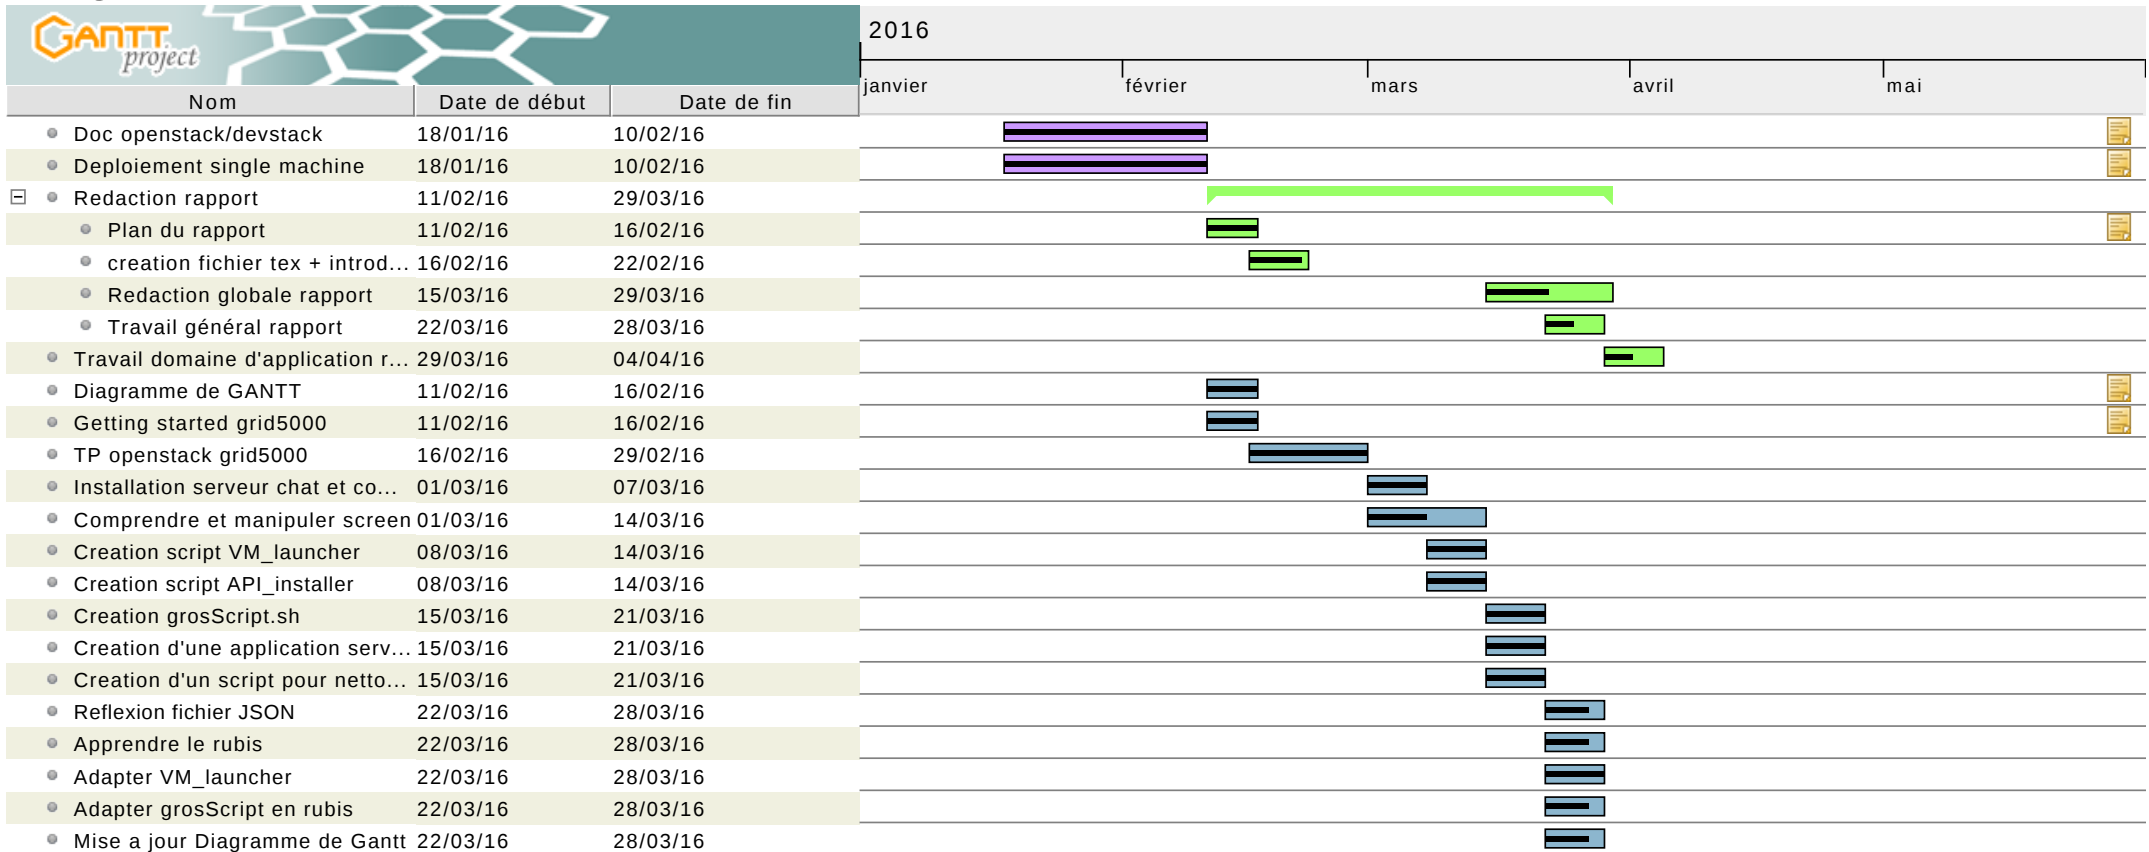 GANTT
project
2016
janvier février mars avril mai
Nom Date de début Date de fin
Doc openstack/devstack 18/01/16 10/02/16
Deploiement single machine 18/01/16 10/02/16
Redaction rapport 11/02/16 29/03/16
Plan du rapport 11/02/16 16/02/16
creation fichier tex + introd... 16/02/16 22/02/16
Redaction globale rapport 15/03/16 29/03/16
Travail général rapport 22/03/16 28/03/16
Travail domaine d'application r... 29/03/16 04/04/16
Diagramme de GANTT 11/02/16 16/02/16
Getting started grid5000 11/02/16 16/02/16
TP openstack grid5000 16/02/16 29/02/16
Installation serveur chat et co... 01/03/16 07/03/16
Comprendre et manipuler screen 01/03/16 14/03/16
Creation script VM_launcher 08/03/16 14/03/16
Creation script API_installer 08/03/16 14/03/16
Creation grosScript.sh 15/03/16 21/03/16
Creation d'une application serv... 15/03/16 21/03/16
Creation d'un script pour netto... 15/03/16 21/03/16
Reflexion fichier JSON 22/03/16 28/03/16
Apprendre le rubis 22/03/16 28/03/16
Adapter VM_launcher 22/03/16 28/03/16
Adapter grosScript en rubis 22/03/16 28/03/16
Mise a jour Diagramme de Gantt 22/03/16 28/03/16